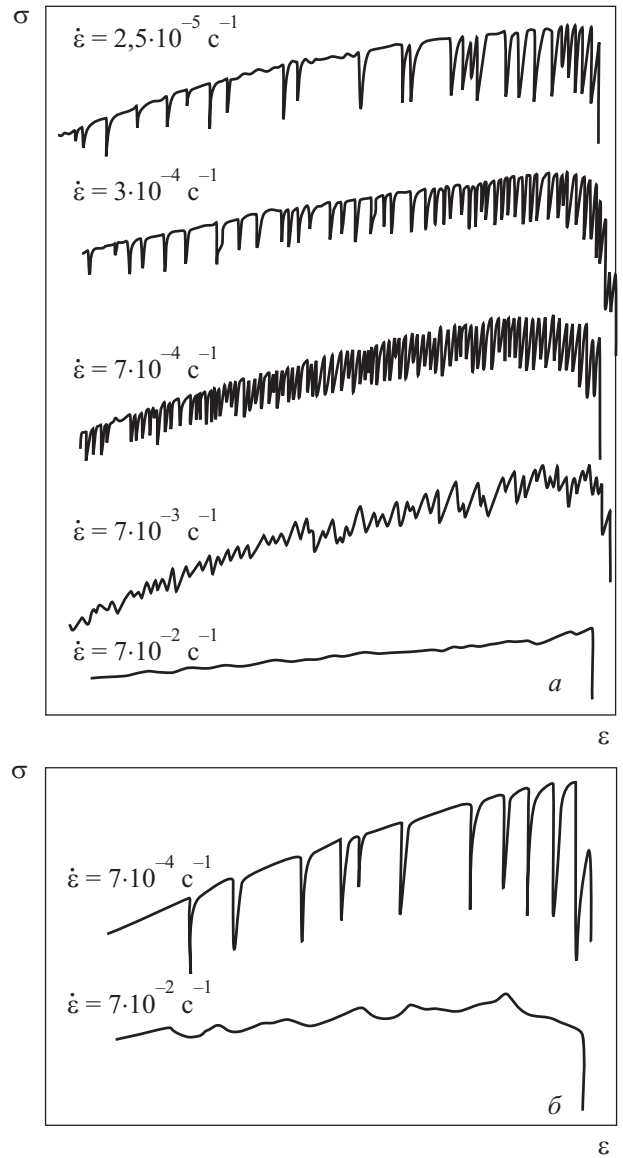 σ
ε̇ = 2,5·10⁻⁵ с⁻¹
ε̇ = 3·10⁻⁴ с⁻¹
ε̇ = 7·10⁻⁴ с⁻¹
ε̇ = 7·10⁻³ с⁻¹
ε̇ = 7·10⁻² с⁻¹
а
ε
σ
ε̇ = 7·10⁻⁴ с⁻¹
ε̇ = 7·10⁻² с⁻¹
б
ε